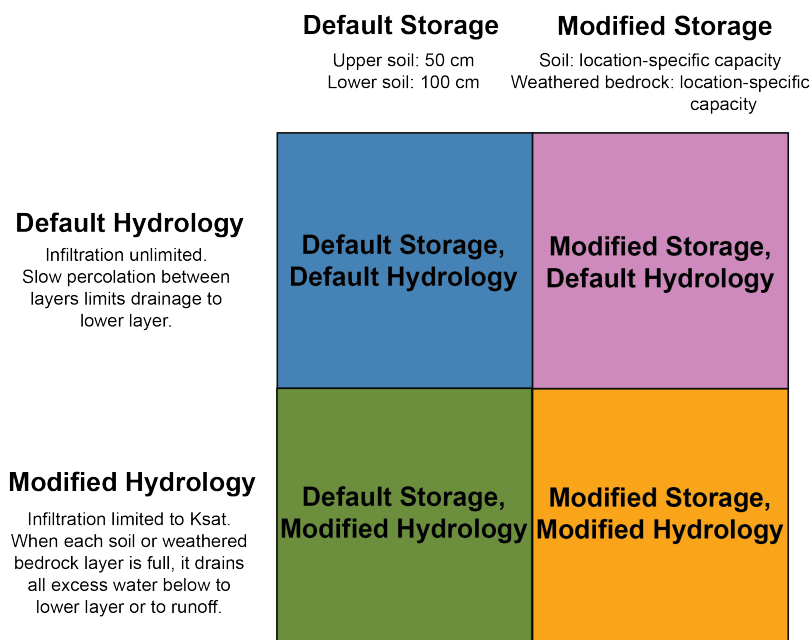 Default Storage
Upper soil: 50 cm
Lower soil: 100 cm
Modified Storage
Soil: location-specific capacity
Weathered bedrock: location-specific
capacity
Default Hydrology
Infiltration unlimited.
Slow percolation between
layers limits drainage to
lower layer.
Default Storage,
Default Hydrology
Modified Storage,
Default Hydrology
Modified Hydrology
Infiltration limited to Ksat.
When each soil or weathered
bedrock layer is full, it drains
all excess water below to
lower layer or to runoff.
Default Storage,
Modified Hydrology
Modified Storage,
Modified Hydrology